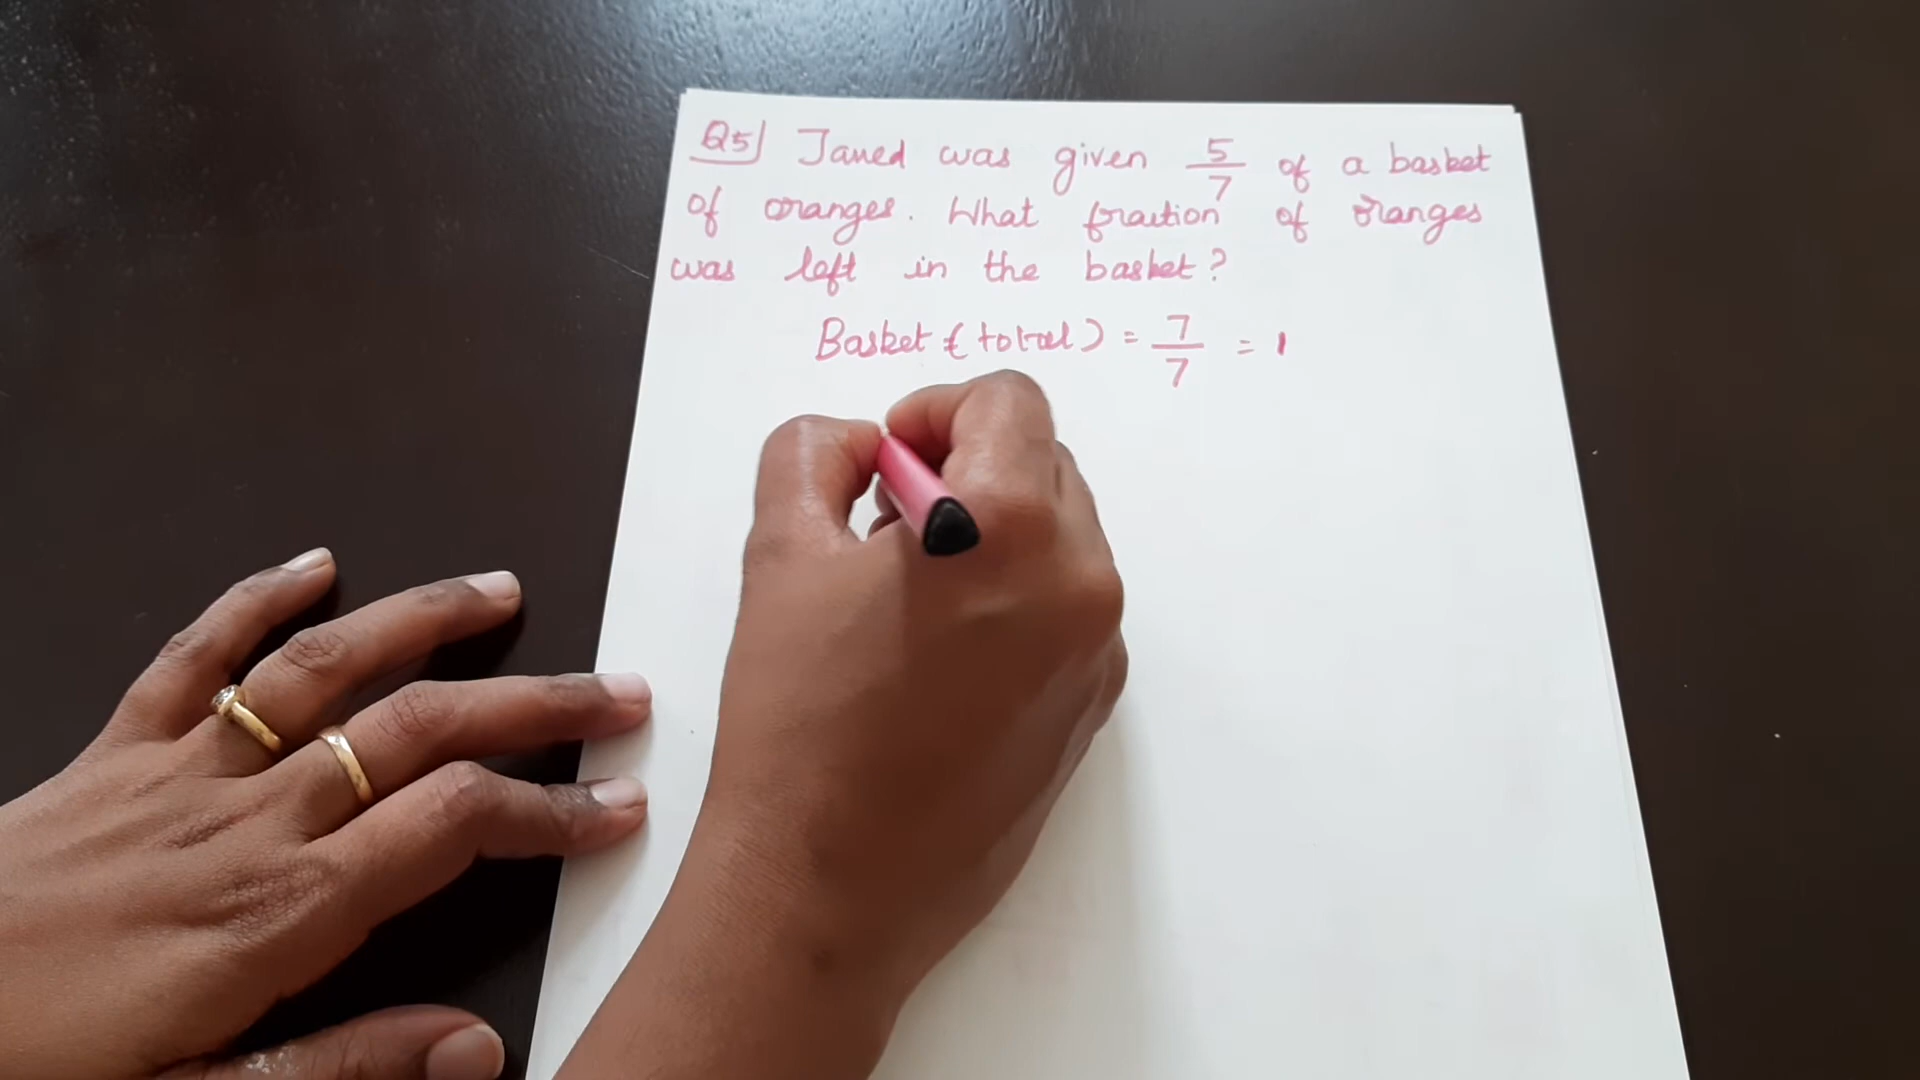 Q5 Javed was given 5/7 of a basket
of oranges. What fraction of oranges
was left in the basket?
Basket (total) = 7/7 = 1